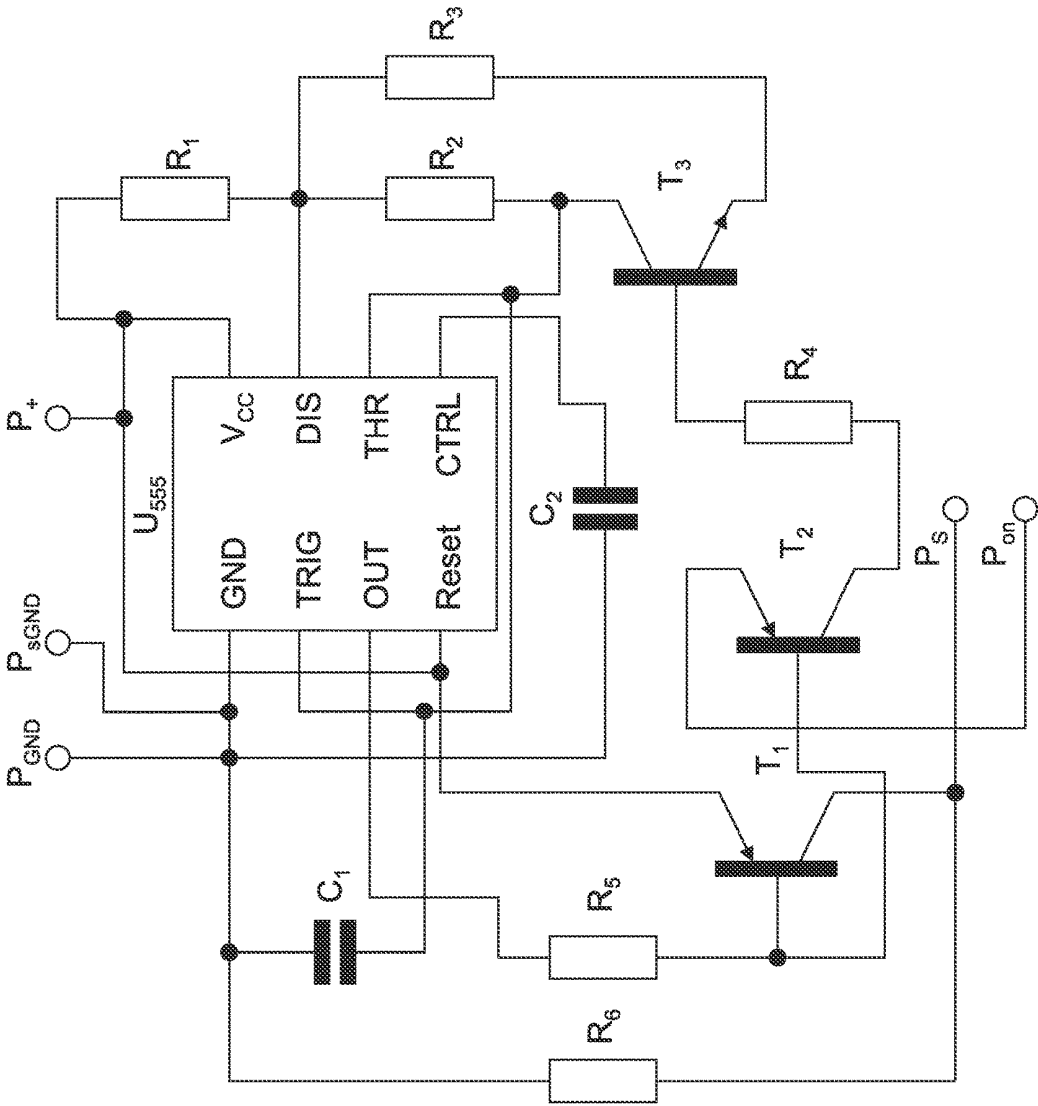 P+
PsGND
PGND
U555
GND
TRIG
OUT
Reset
VCC
DIS
THR
CTRL
R1
R2
R3
R4
R5
R6
C1
C2
T1
T2
T3
PS
Pon